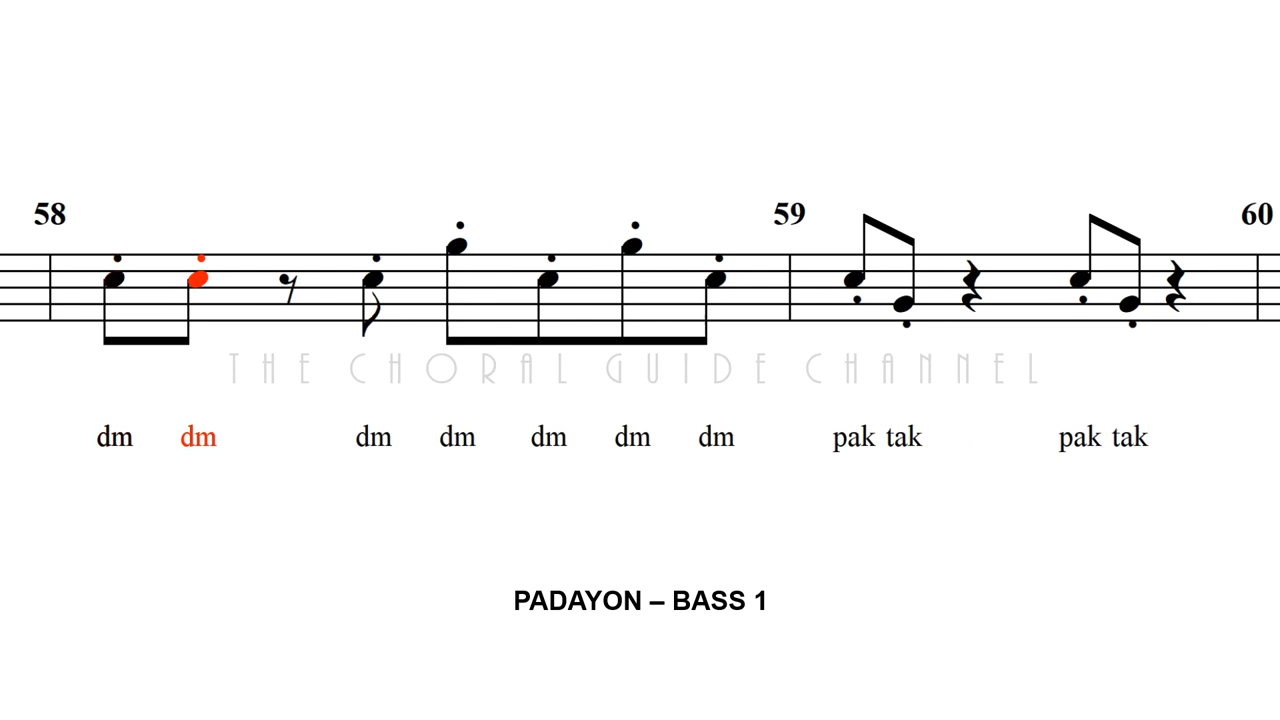 58 59 60
THE CHORAL GUIDE CHANNEL
dm dm dm dm dm dm dm pak tak pak tak
PADAYON – BASS 1